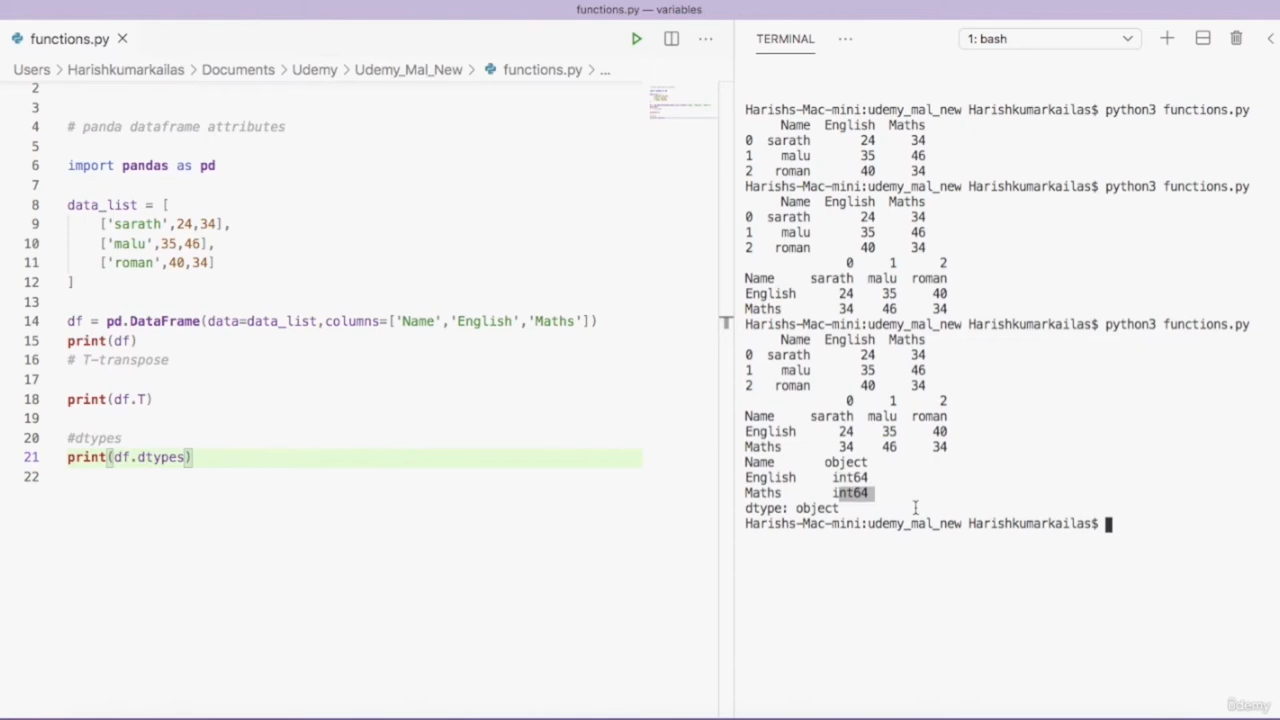 functions.py — variables
functions.py
TERMINAL
1: bash
Users > Harishkumarkailas > Documents > Udemy > Udemy_Mal_New > functions.py > ...
2
3
4 # panda dataframe attributes
5
6 import pandas as pd
7
8 data_list = [
9 ['sarath',24,34],
10 ['malu',35,46],
11 ['roman',40,34]
12 ]
13
14 df = pd.DataFrame(data=data_list,columns=['Name','English','Maths'])
15 print(df)
16 # T-transpose
17
18 print(df.T)
19
20 #dtypes
21 print(df.dtypes)
22
Harishs-Mac-mini:udemy_mal_new Harishkumarkailas$ python3 functions.py
Name English Maths
0 sarath 24 34
1 malu 35 46
2 roman 40 34
Harishs-Mac-mini:udemy_mal_new Harishkumarkailas$ python3 functions.py
Name English Maths
0 sarath 24 34
1 malu 35 46
2 roman 40 34
0 1 2
Name sarath malu roman
English 24 35 40
Maths 34 46 34
Harishs-Mac-mini:udemy_mal_new Harishkumarkailas$ python3 functions.py
Name English Maths
0 sarath 24 34
1 malu 35 46
2 roman 40 34
0 1 2
Name sarath malu roman
English 24 35 40
Maths 34 46 34
Name object
English int64
Maths int64
dtype: object
Harishs-Mac-mini:udemy_mal_new Harishkumarkailas$
Udemy